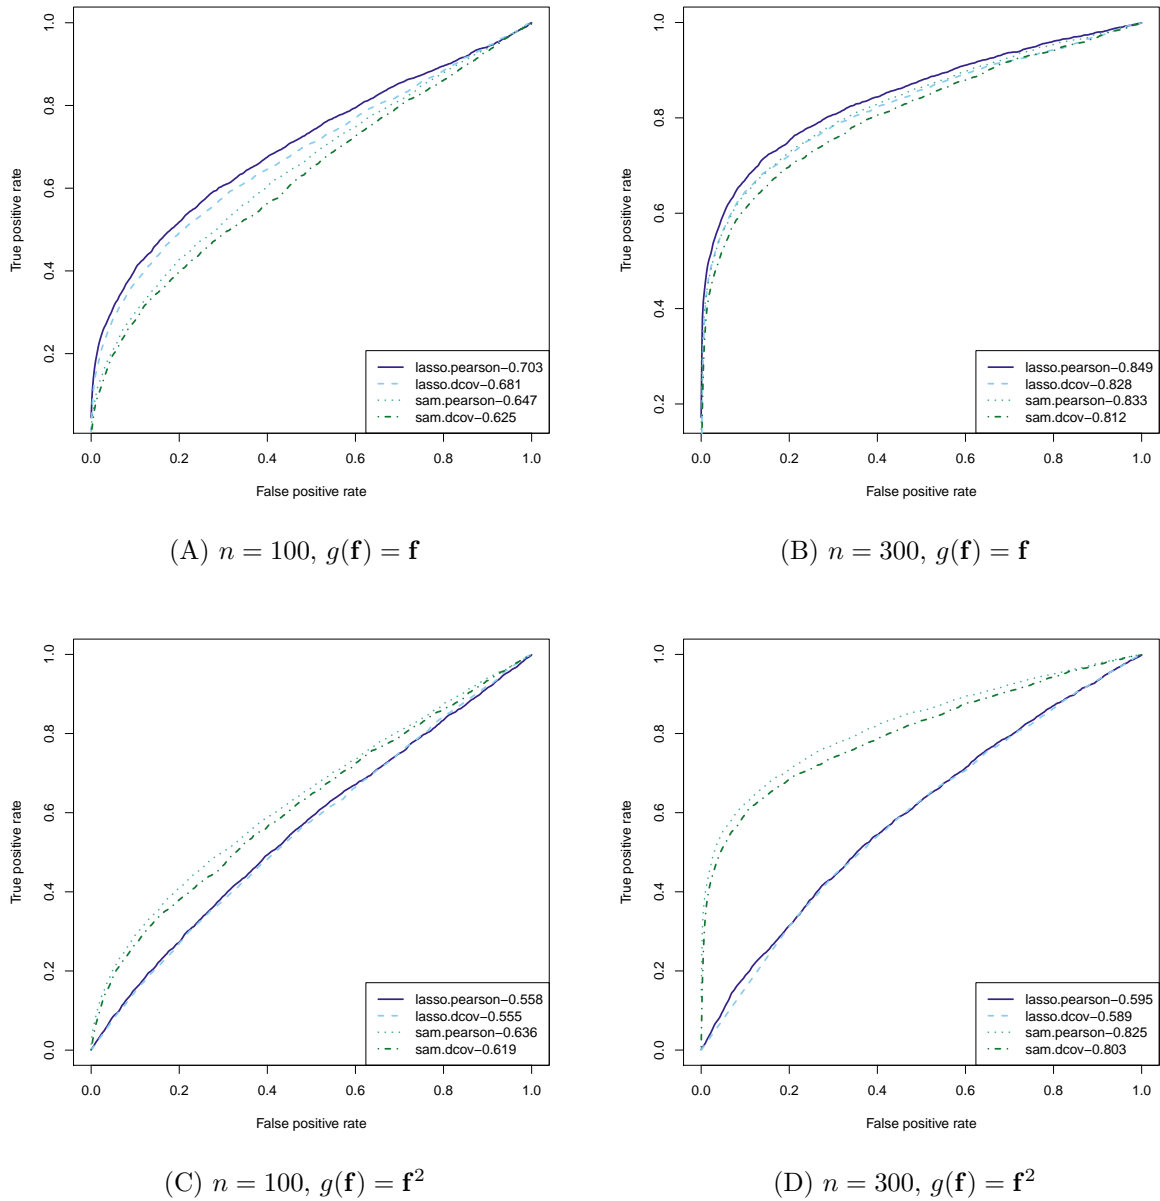 True positive rate
0.2 0.4 0.6 0.8 1.0
lasso.pearson−0.703
lasso.dcov−0.681
sam.pearson−0.647
sam.dcov−0.625
0.0 0.2 0.4 0.6 0.8 1.0
False positive rate
(A) n = 100, g(f) = f
True positive rate
0.2 0.4 0.6 0.8 1.0
lasso.pearson−0.849
lasso.dcov−0.828
sam.pearson−0.833
sam.dcov−0.812
0.0 0.2 0.4 0.6 0.8 1.0
False positive rate
(B) n = 300, g(f) = f
True positive rate
0.0 0.2 0.4 0.6 0.8 1.0
lasso.pearson−0.558
lasso.dcov−0.555
sam.pearson−0.636
sam.dcov−0.619
0.0 0.2 0.4 0.6 0.8 1.0
False positive rate
(C) n = 100, g(f) = f²
True positive rate
0.0 0.2 0.4 0.6 0.8 1.0
lasso.pearson−0.595
lasso.dcov−0.589
sam.pearson−0.825
sam.dcov−0.803
0.0 0.2 0.4 0.6 0.8 1.0
False positive rate
(D) n = 300, g(f) = f²